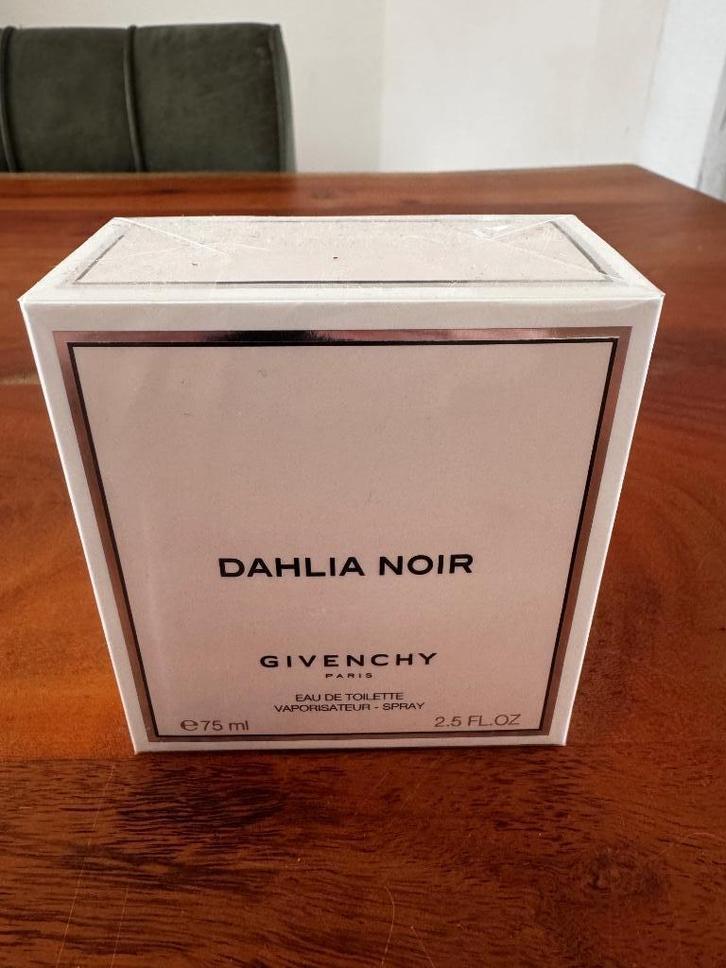 DAHLIA NOIR
GIVENCHY
PARIS
EAU DE TOILETTE
VAPORISATEUR - SPRAY
℮75 ml 2.5 FL.OZ